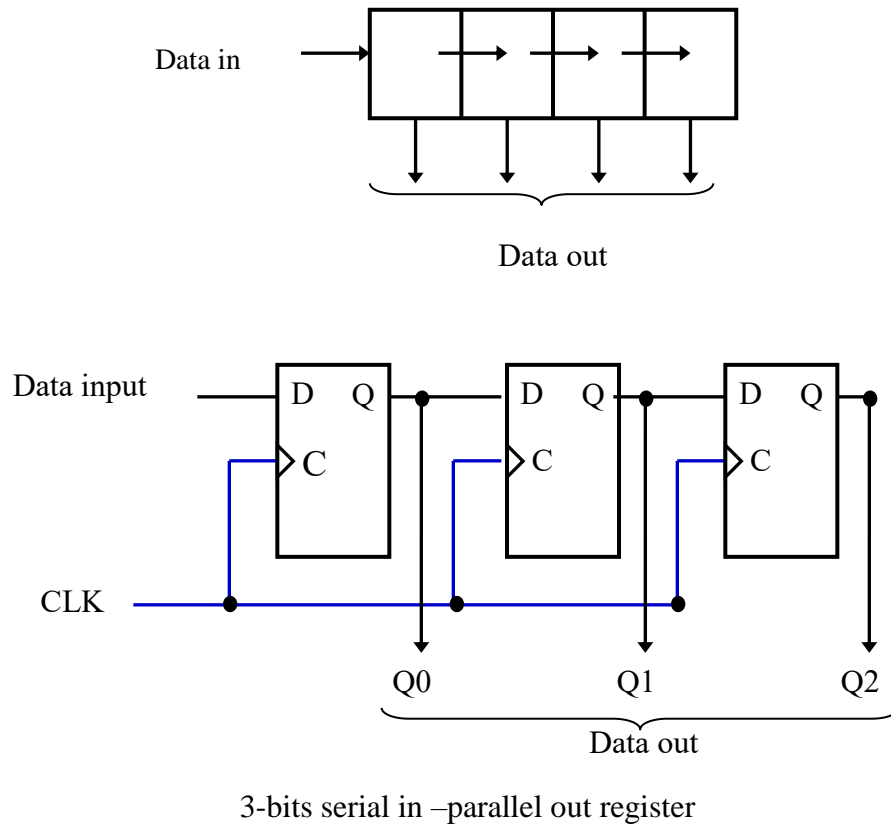 Data in
Data out
Data input
D Q D Q D Q
C C C
CLK
Q0 Q1 Q2
Data out
3-bits serial in –parallel out register